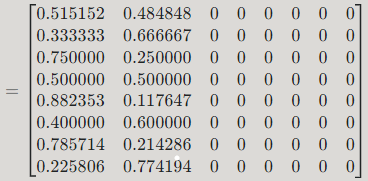 0.515152 0.484848 0 0 0 0 0 0
0.333333 0.666667 0 0 0 0 0 0
0.750000 0.250000 0 0 0 0 0 0
0.500000 0.500000 0 0 0 0 0 0
= 0.882353 0.117647 0 0 0 0 0 0
0.400000 0.600000 0 0 0 0 0 0
0.785714 0.214286 0 0 0 0 0 0
0.225806 0.774194 0 0 0 0 0 0